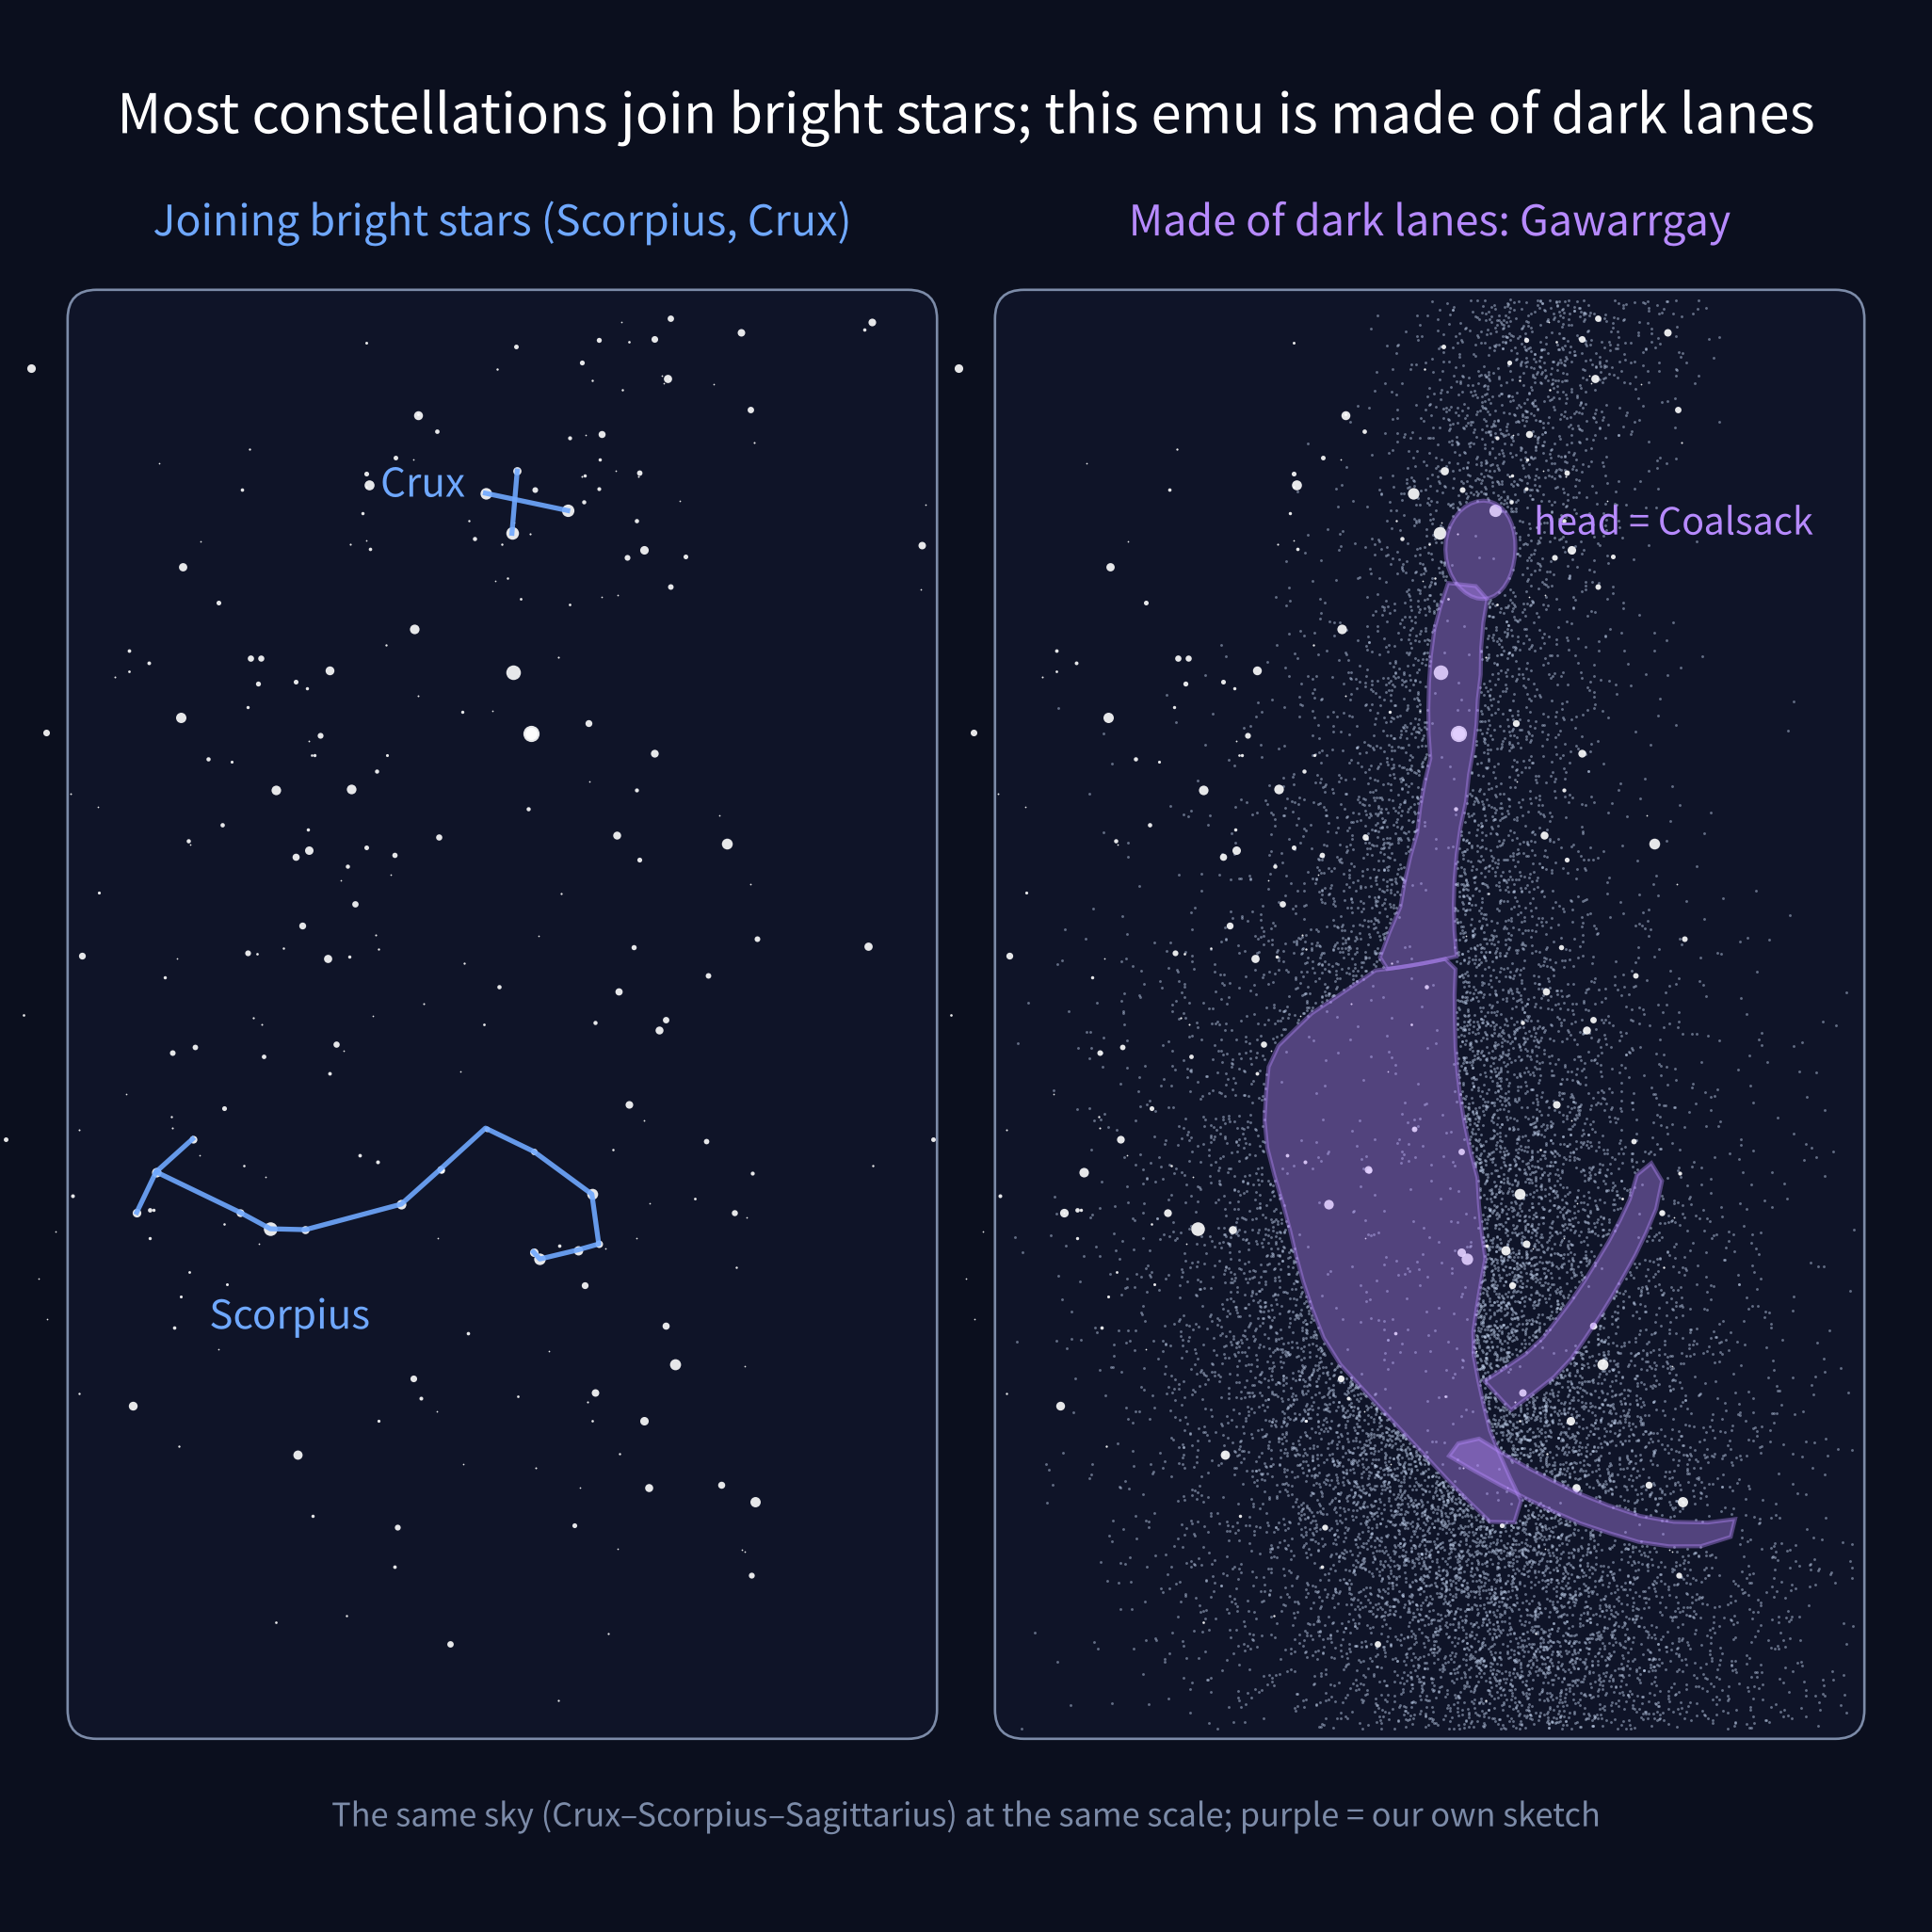 Most constellations join bright stars; this emu is made of dark lanes
Joining bright stars (Scorpius, Crux)
Made of dark lanes: Gawarrgay
Crux
head = Coalsack
Scorpius
The same sky (Crux–Scorpius–Sagittarius) at the same scale; purple = our own sketch